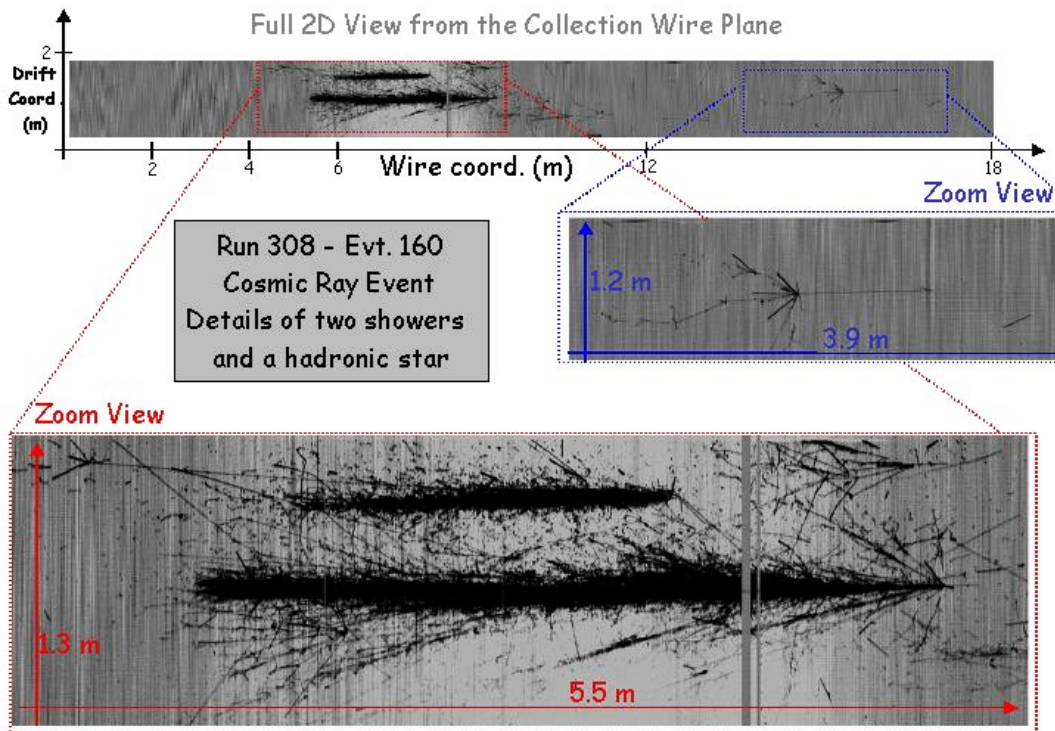 Full 2D View from the Collection Wire Plane
2
Drift
Coord.
(m)
2
4
6
Wire coord. (m)
12
18
Zoom View
Run 308 - Evt. 160
Cosmic Ray Event
Details of two showers
and a hadronic star
1.2 m
3.9 m
Zoom View
1.3 m
5.5 m